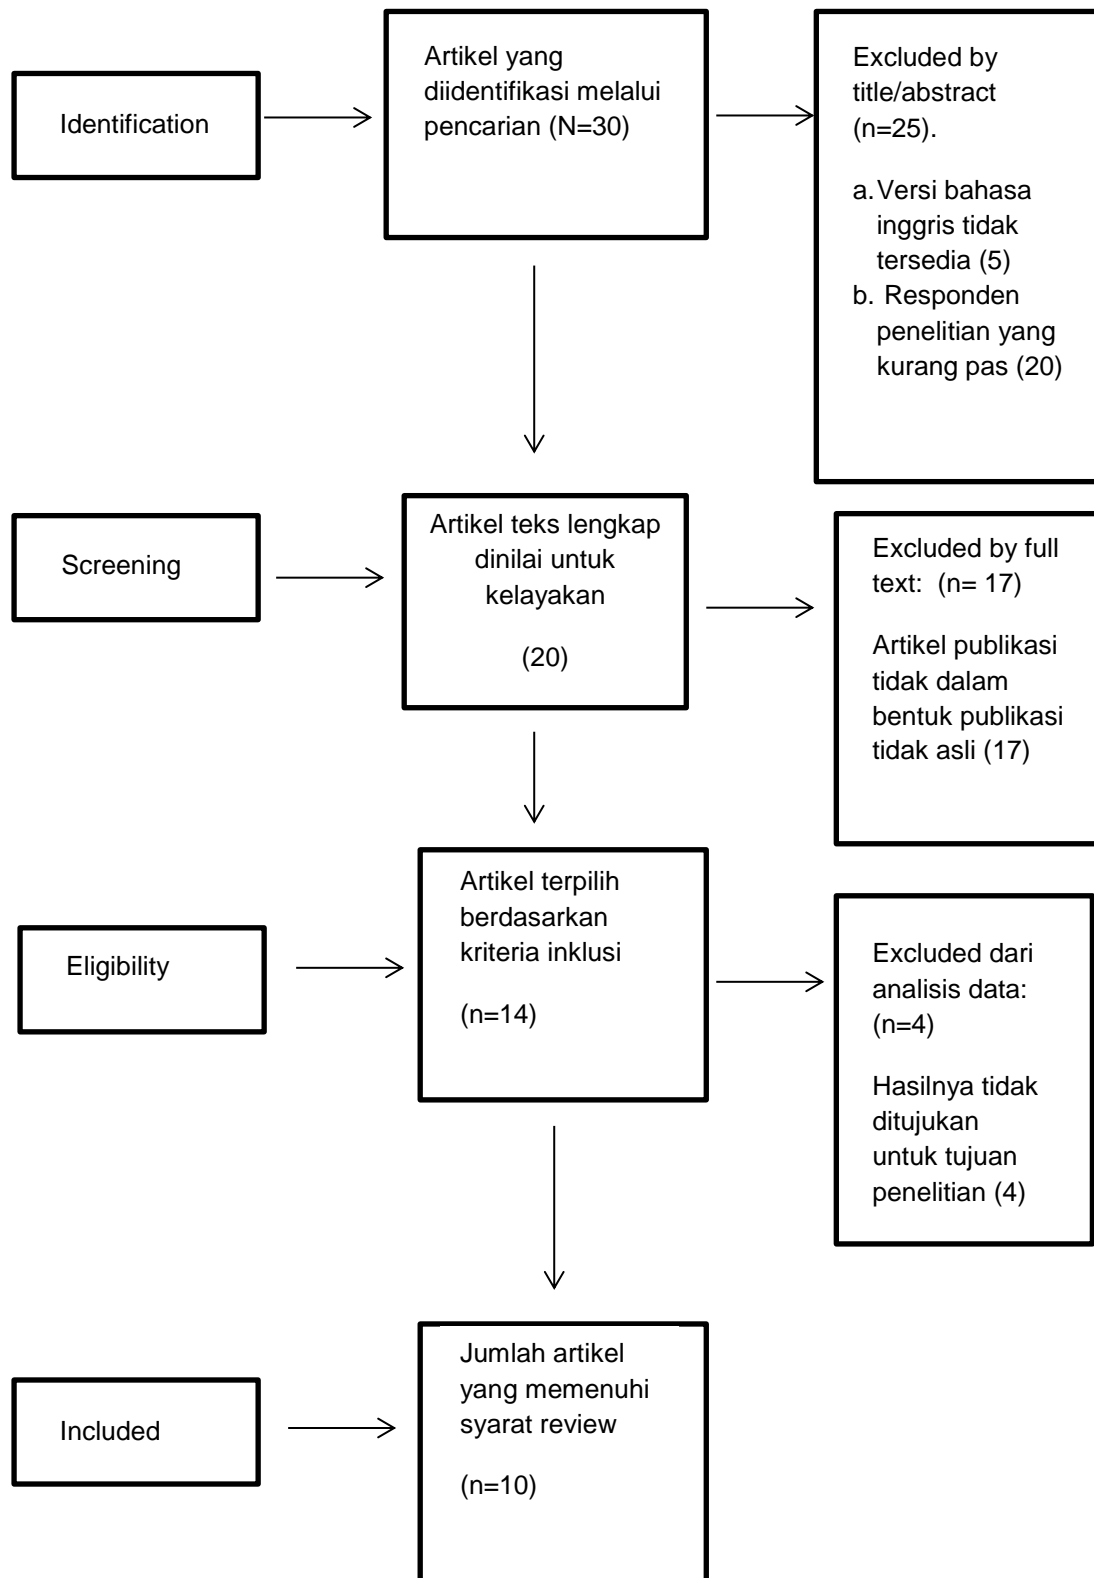 Identification
Artikel yang
diidentifikasi melalui
pencarian (N=30)
Excluded by
title/abstract
(n=25).
a. Versi bahasa
inggris tidak
tersedia (5)
b. Responden
penelitian yang
kurang pas (20)
Screening
Artikel teks lengkap
dinilai untuk
kelayakan
(20)
Excluded by full
text: (n= 17)
Artikel publikasi
tidak dalam
bentuk publikasi
tidak asli (17)
Eligibility
Artikel terpilih
berdasarkan
kriteria inklusi
(n=14)
Excluded dari
analisis data:
(n=4)
Hasilnya tidak
ditujukan
untuk tujuan
penelitian (4)
Included
Jumlah artikel
yang memenuhi
syarat review
(n=10)